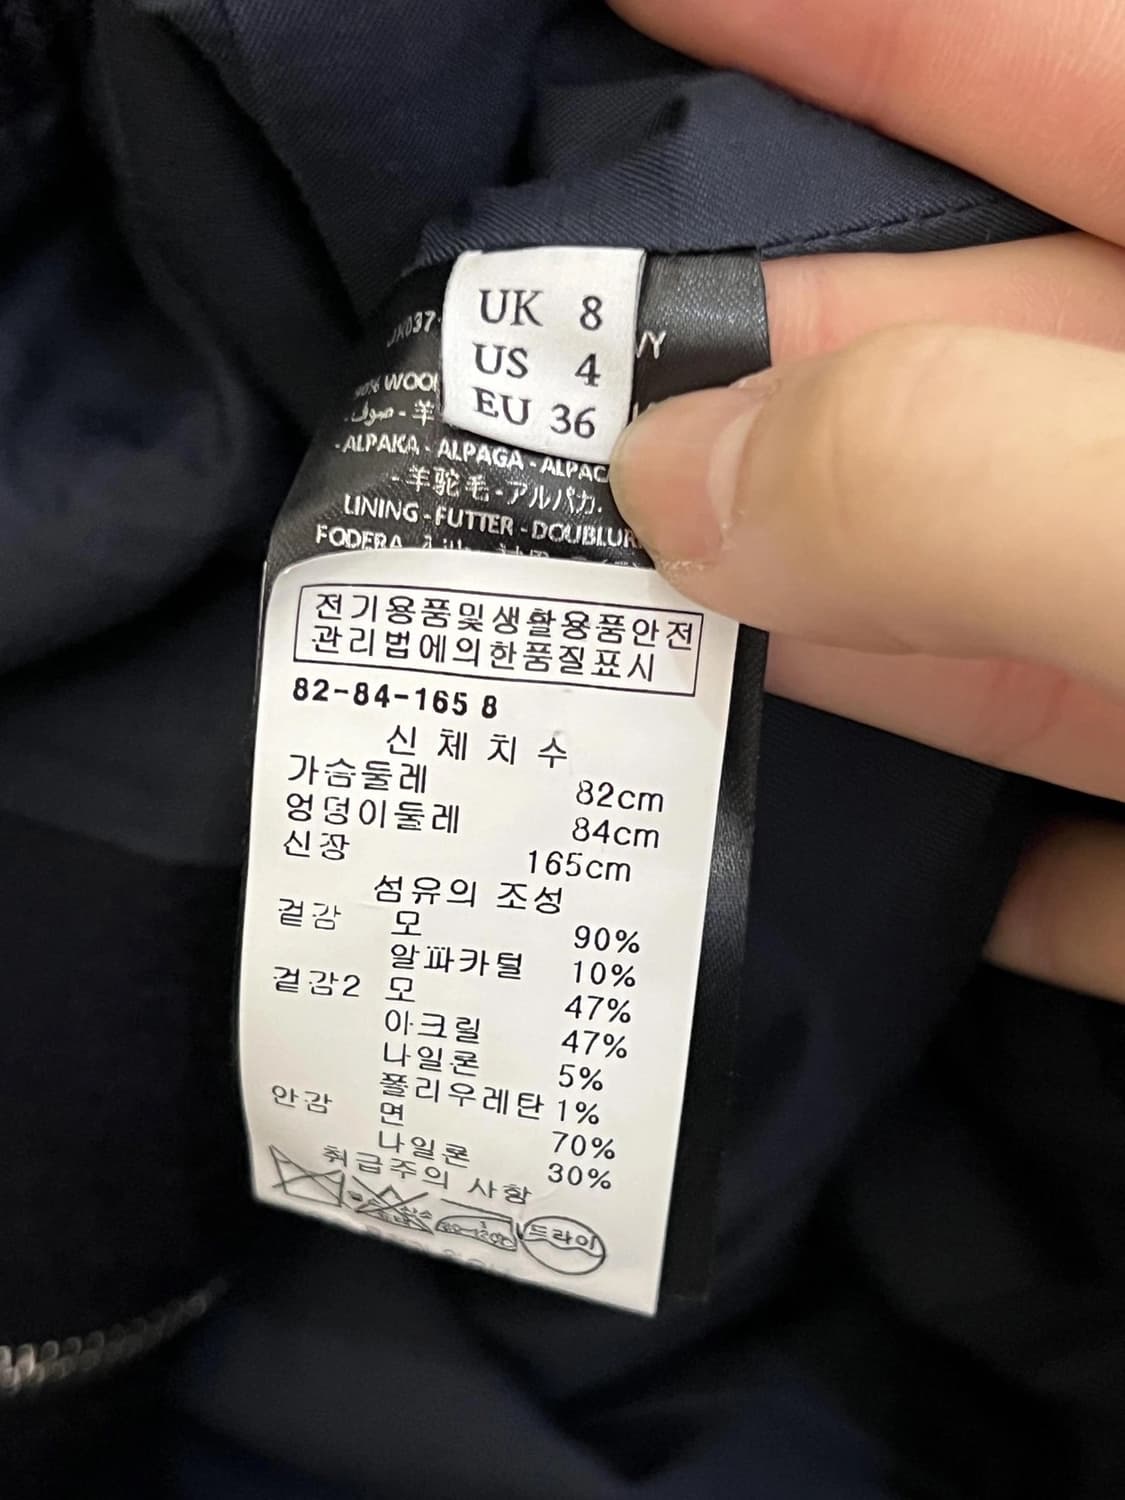 UK 8
US 4
EU 36
صوف - 羊
- ALPAKA - ALPAGA - ALPAC
- 羊驼毛 - アルパカ
LINING - FUTTER - DOUBLUR
FODERA
전기용품및생활용품안전
관리법에의한품질표시
82-84-165 8
신체치수
가슴둘레 82cm
엉덩이둘레 84cm
신장 165cm
섬유의 조성
겉감 모 90%
알파카털 10%
겉감2 모 47%
아크릴 47%
나일론 5%
폴리우레탄 1%
안감 면 70%
나일론 30%
취급주의 사항
드라이